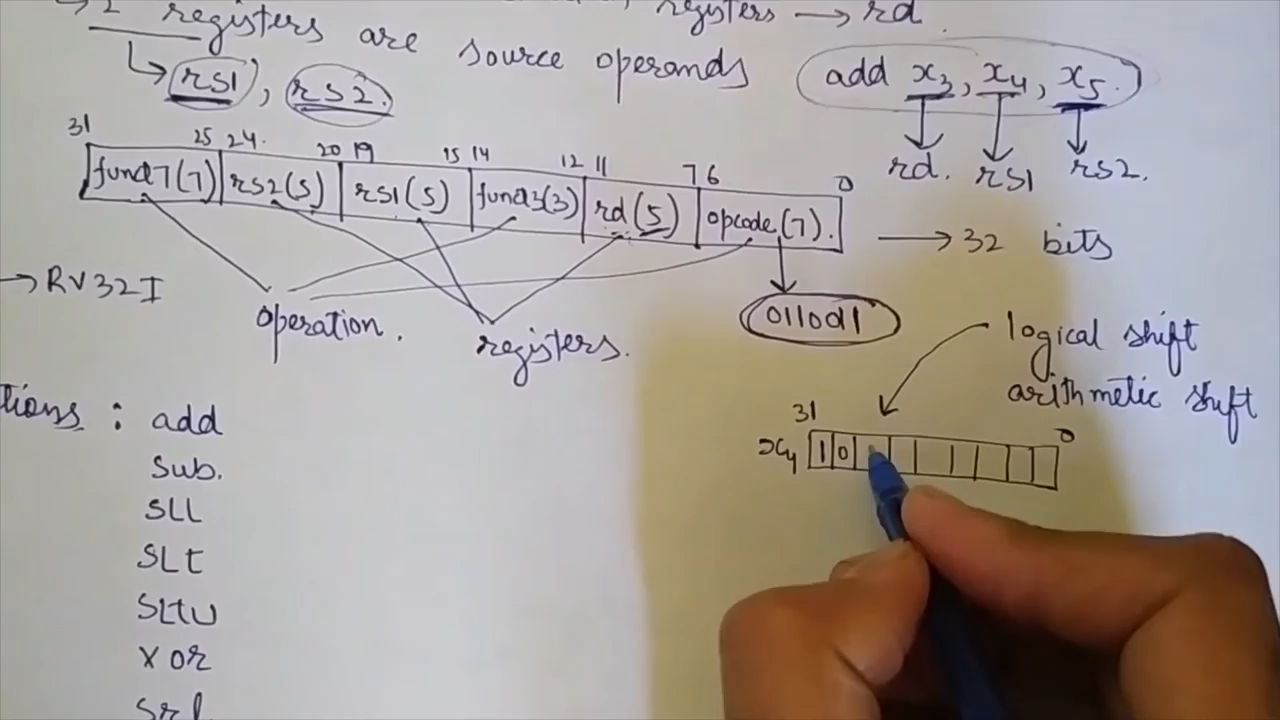 → 2 registers are source operands
registers → rd.
rs1, rs2.
add x3, x4, x5.
rd. rs1 rs2.
31 25 24. 20 19 15 14 12 11 7 6 0
funct7(7) rs2(5) rs1(5) funct3(3) rd(5) opcode(7). → 32 bits
→ RV32I
operation.
registers.
logical shift
arithmetic shift
31 0
x4 1 0
tions : add
sub.
SLL
SLt
SLtU
xor
srl